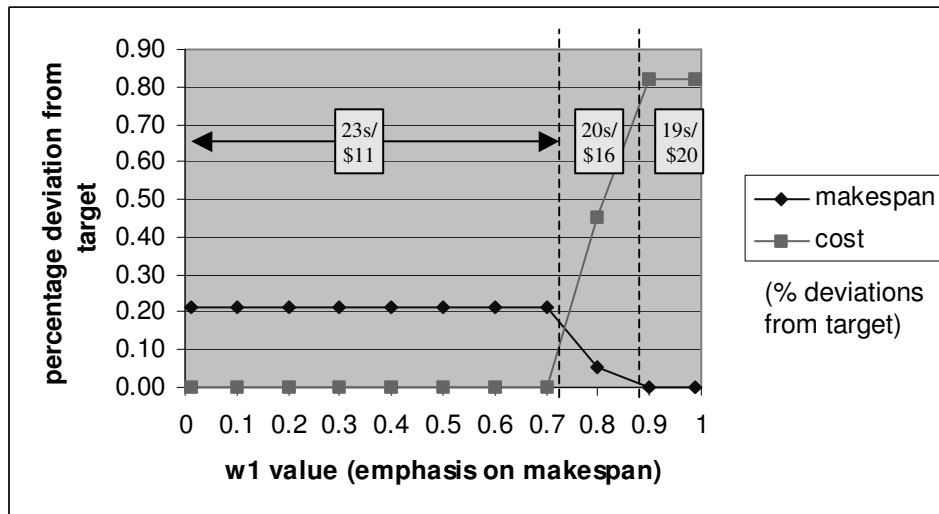 0.90
0.80
0.70
0.60
0.50
0.40
0.30
0.20
0.10
0.00
percentage deviation from
target
23s/
$11
20s/
$16
19s/
$20
0 0.1 0.2 0.3 0.4 0.5 0.6 0.7 0.8 0.9 1
w1 value (emphasis on makespan)
makespan
cost
(% deviations
from target)